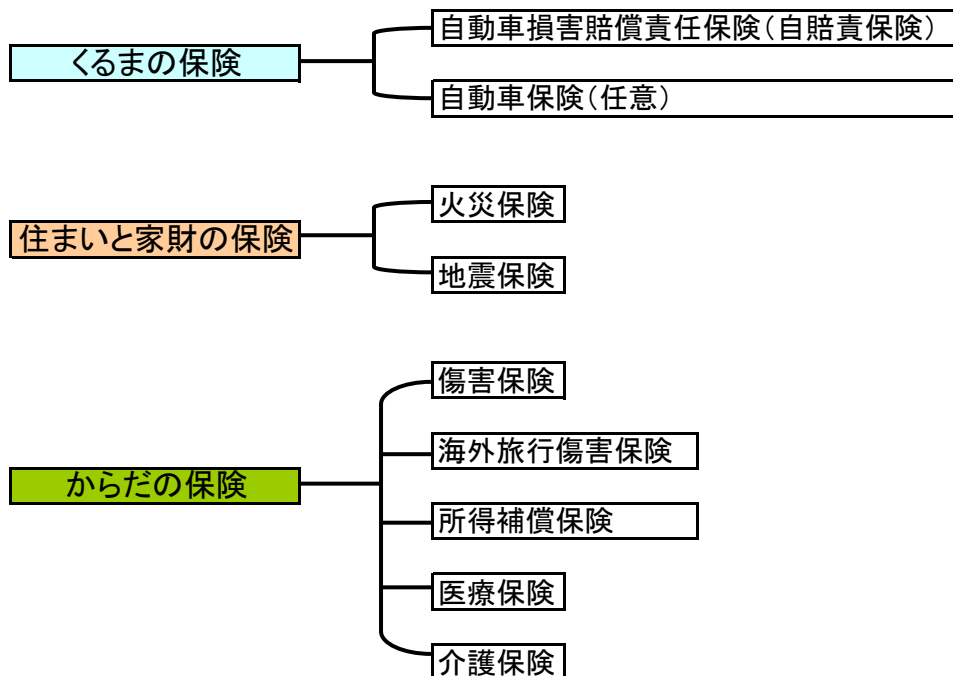 くるまの保険
自動車損害賠償責任保険（自賠責保険）
自動車保険（任意）
住まいと家財の保険
火災保険
地震保険
からだの保険
傷害保険
海外旅行傷害保険
所得補償保険
医療保険
介護保険